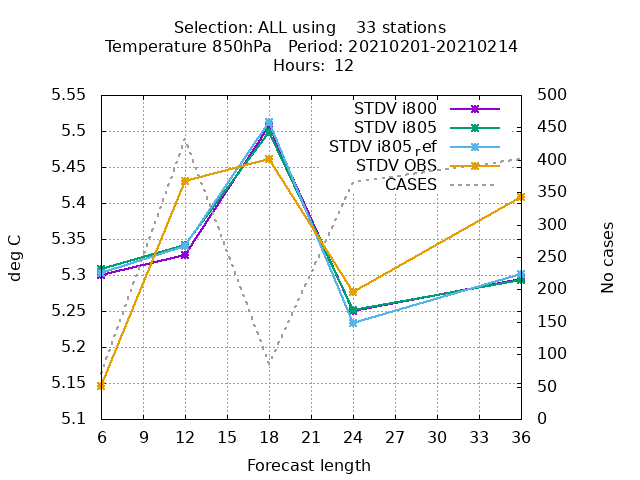 Selection: ALL using    33 stations
Temperature 850hPa   Period: 20210201-20210214
Hours:  12
STDV i800
STDV i805
STDV i805ref
STDV OBS
CASES
5.55
5.5
5.45
5.4
5.35
5.3
5.25
5.2
5.15
5.1
deg C
500
450
400
350
300
250
200
150
100
50
0
No cases
6 9 12 15 18 21 24 27 30 33 36
Forecast length